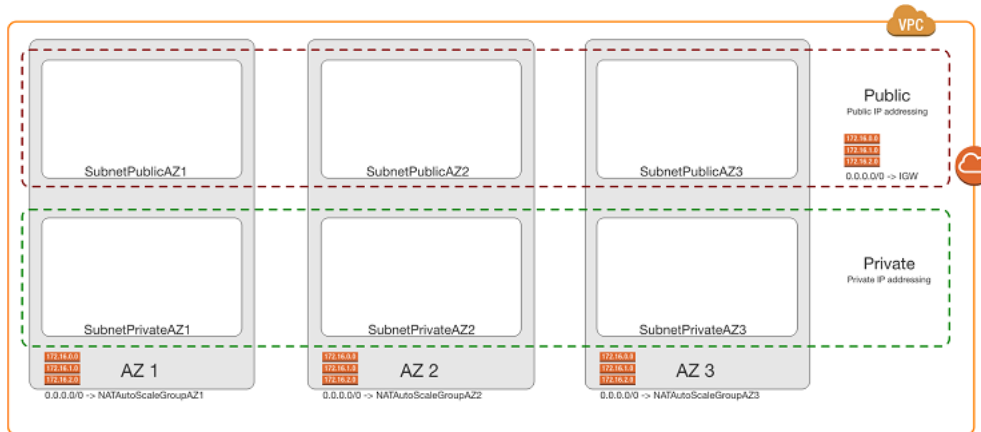 VPC
Public
Public IP addressing
172.16.0.0
172.16.1.0
172.16.2.0
0.0.0.0/0 -> IGW
SubnetPublicAZ1
SubnetPublicAZ2
SubnetPublicAZ3
Private
Private IP addressing
SubnetPrivateAZ1
SubnetPrivateAZ2
SubnetPrivateAZ3
172.16.0.0
172.16.1.0
172.16.2.0
AZ 1
0.0.0.0/0 -> NATAutoScaleGroupAZ1
172.16.0.0
172.16.1.0
172.16.2.0
AZ 2
0.0.0.0/0 -> NATAutoScaleGroupAZ2
172.16.0.0
172.16.1.0
172.16.2.0
AZ 3
0.0.0.0/0 -> NATAutoScaleGroupAZ3